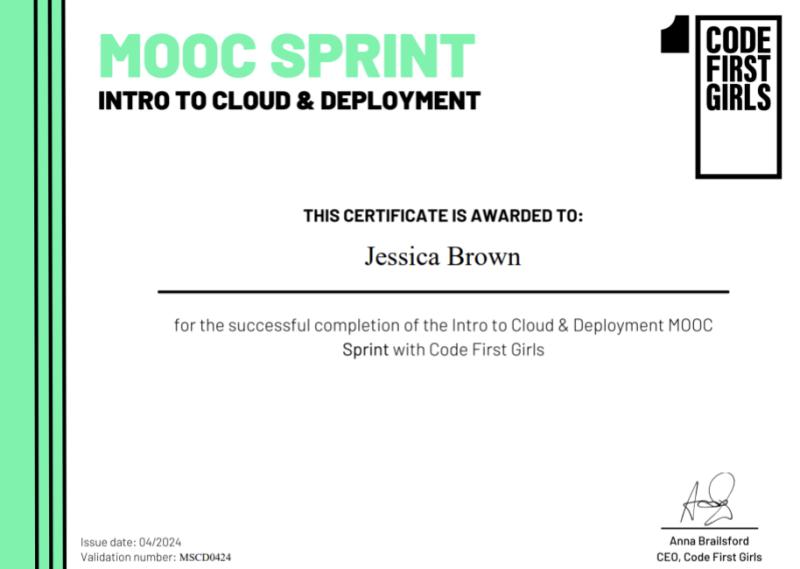 MOOC SPRINT
INTRO TO CLOUD & DEPLOYMENT
1
CODE
FIRST
GIRLS
THIS CERTIFICATE IS AWARDED TO:
Jessica Brown
for the successful completion of the Intro to Cloud & Deployment MOOC
Sprint with Code First Girls
Issue date: 04/2024
Validation number: MSCD0424
Anna Brailsford
CEO, Code First Girls